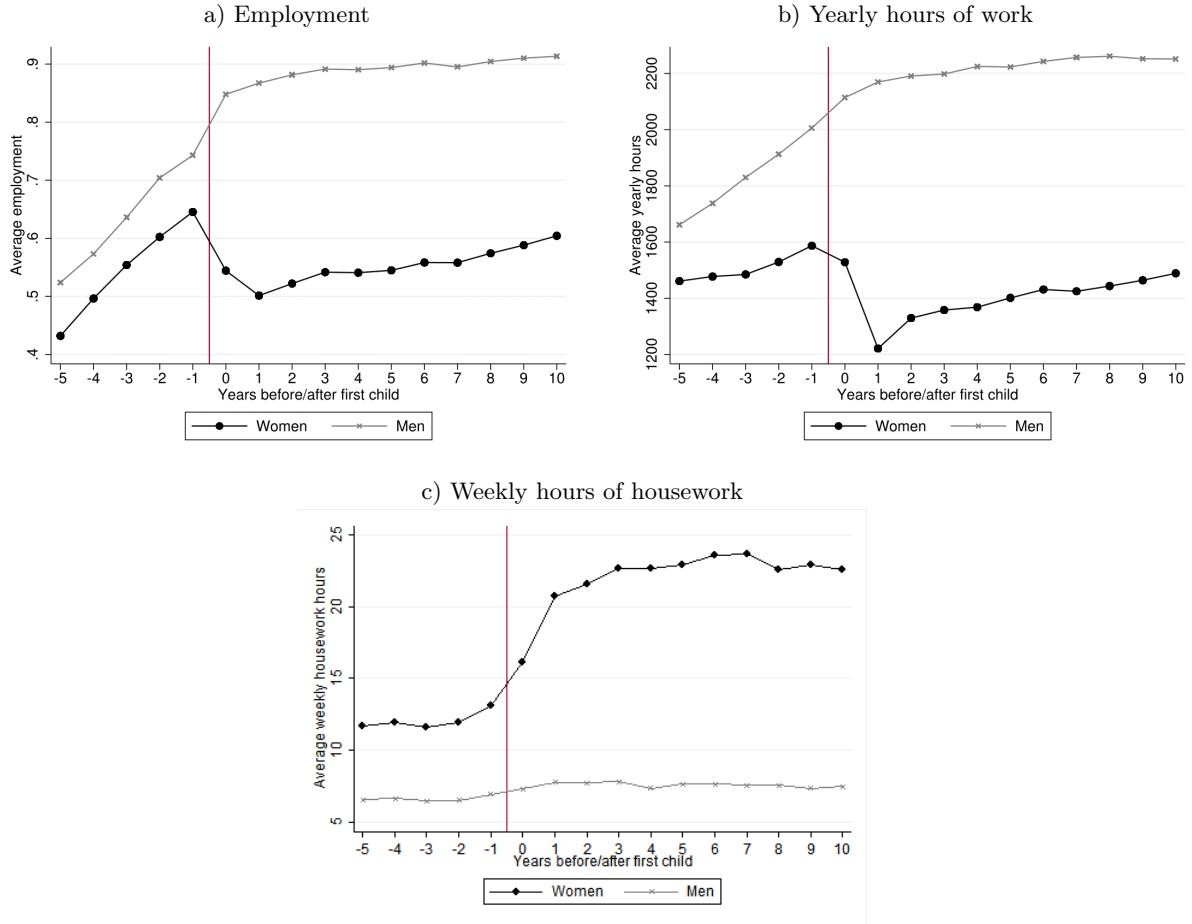 a) Employment
Average employment
.9
.8
.7
.6
.5
.4
-5 -4 -3 -2 -1 0 1 2 3 4 5 6 7 8 9 10
Years before/after first child
Women Men
b) Yearly hours of work
Average yearly hours
2200
2000
1800
1600
1400
1200
-5 -4 -3 -2 -1 0 1 2 3 4 5 6 7 8 9 10
Years before/after first child
Women Men
c) Weekly hours of housework
Average weekly housework hours
25
20
15
10
5
-5 -4 -3 -2 -1 0 1 2 3 4 5 6 7 8 9 10
Years before/after first child
Women Men